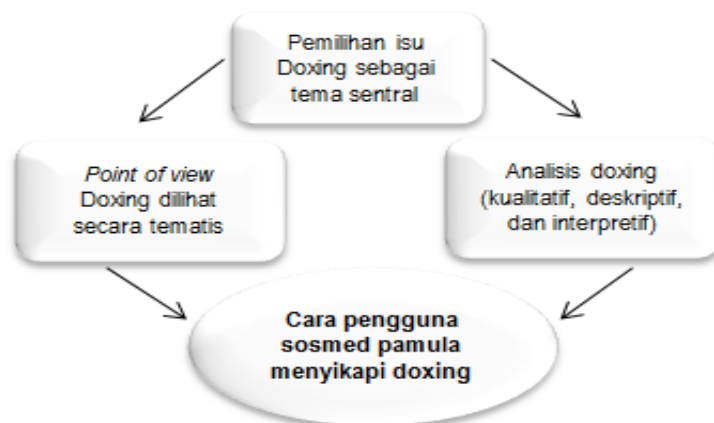 Pemilihan isu
Doxing sebagai
tema sentral
Point of view
Doxing dilihat
secara tematis
Analisis doxing
(kualitatif, deskriptif,
dan interpretif)
Cara pengguna
sosmed pamula
menyikapi doxing